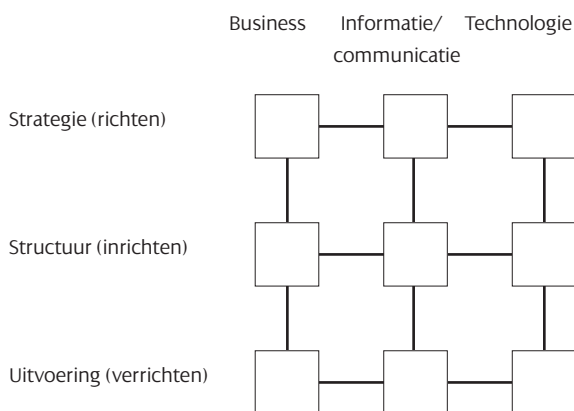 Business Informatie/ Technologie
communicatie
Strategie (richten)
Structuur (inrichten)
Uitvoering (verrichten)